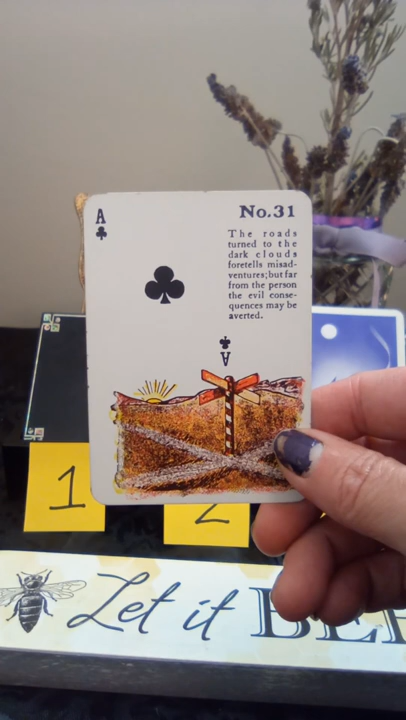 A
No.31
The roads
turned to the
dark clouds
foretells misad-
ventures; but far
from the person
the evil conse-
quences may be
averted.
A
1
2
Let it BEE